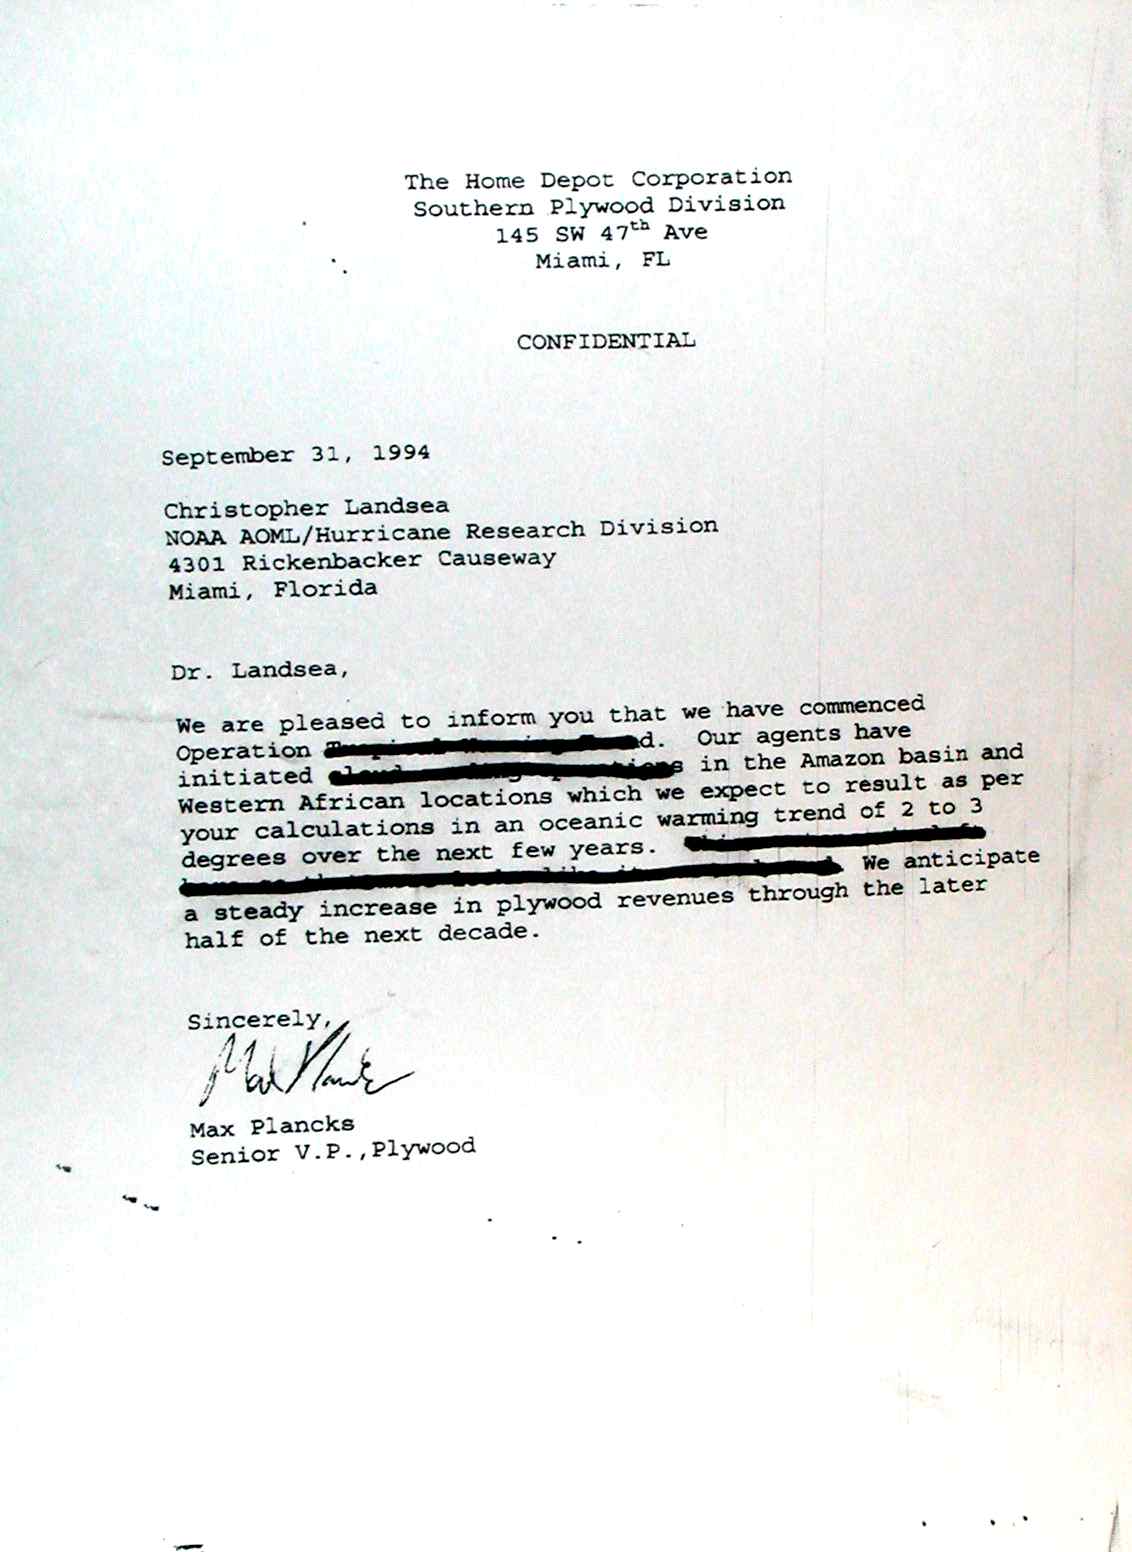 The Home Depot Corporation
Southern Plywood Division
145 SW 47th Ave
Miami, FL
CONFIDENTIAL
September 31, 1994
Christopher Landsea
NOAA AOML/Hurricane Research Division
4301 Rickenbacker Causeway
Miami, Florida
Dr. Landsea,
We are pleased to inform you that we have commenced
Operation d. Our agents have
initiated in the Amazon basin and
Western African locations which we expect to result as per
your calculations in an oceanic warming trend of 2 to 3
degrees over the next few years.
We anticipate
a steady increase in plywood revenues through the later
half of the next decade.
Sincerely,
Max Plancks
Max Plancks
Senior V.P.,Plywood